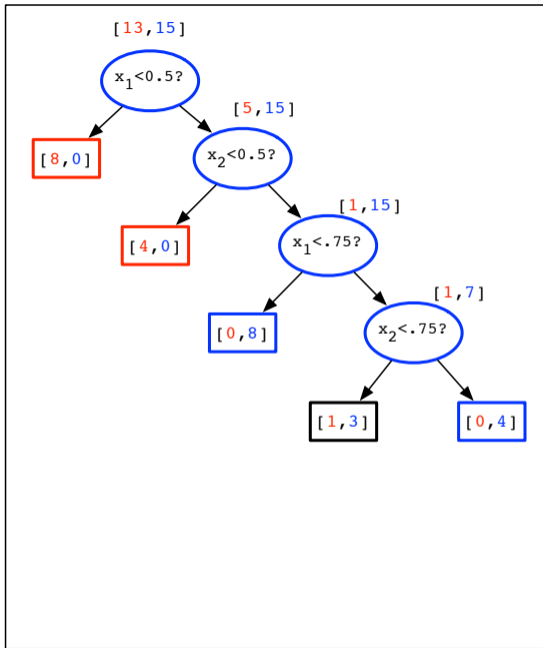 [13,15]
x1<0.5?
[5,15]
[8,0]
x2<0.5?
[1,15]
[4,0]
x1<.75?
[1,7]
[0,8]
x2<.75?
[1,3]
[0,4]